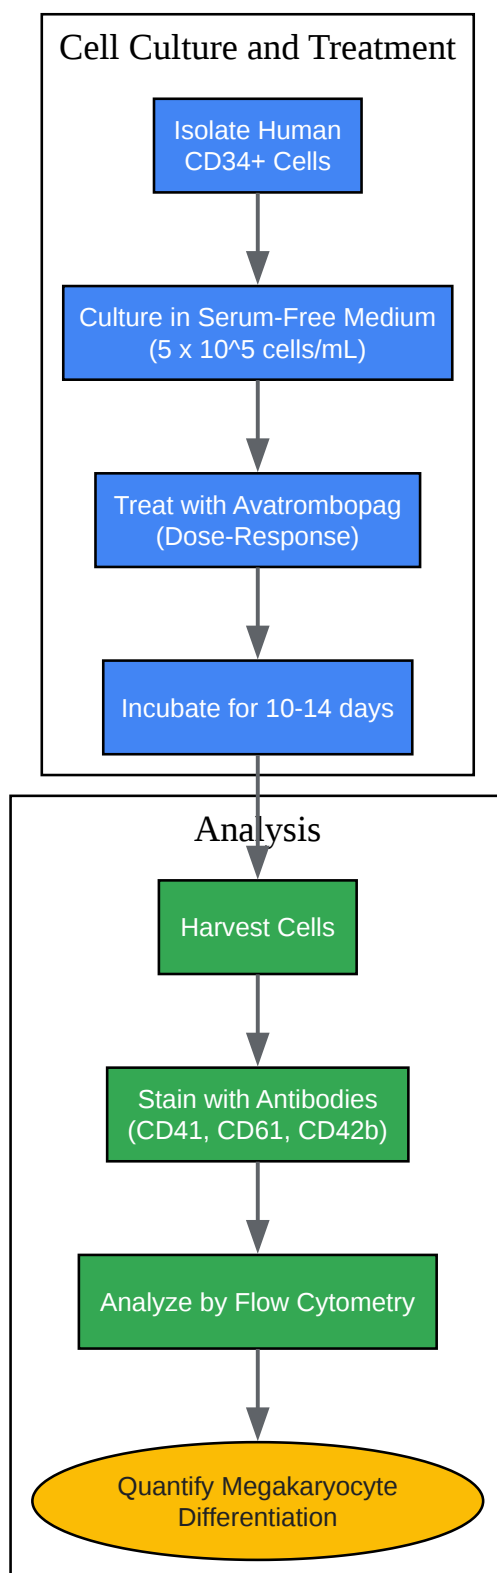 Cell Culture and Treatment
Isolate Human
CD34+ Cells
Culture in Serum-Free Medium
(5 x 10^5 cells/mL)
Treat with Avatrombopag
(Dose-Response)
Incubate for 10-14 days
Analysis
Harvest Cells
Stain with Antibodies
(CD41, CD61, CD42b)
Analyze by Flow Cytometry
Quantify Megakaryocyte
Differentiation